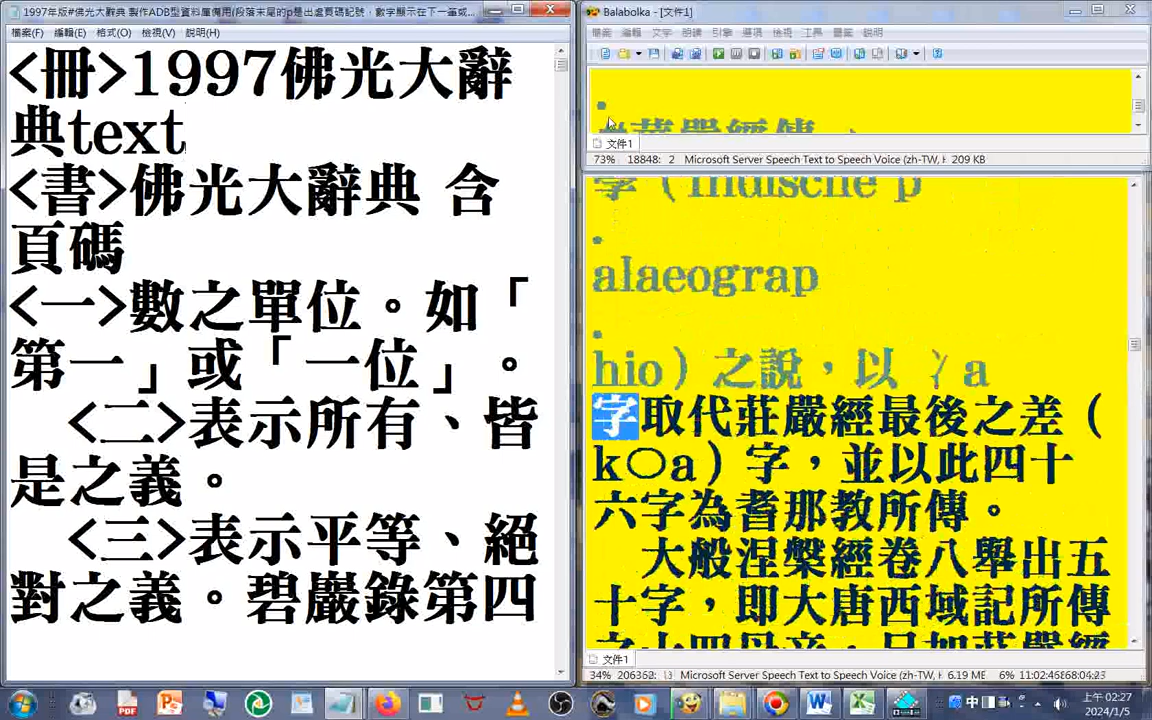 1997年版#佛光大辭典 製作ADB型資料庫備用(段落末尾的p是出處頁碼記號，數字顯示在下一筆或...
檔案(F) 編輯(E) 格式(O) 檢視(V) 說明(H)
<冊>1997佛光大辭
典text
<書>佛光大辭典 含
頁碼
<一>數之單位。如「
第一」或「一位」。
<二>表示所有、皆
是之義。
<三>表示平等、絕
對之義。碧巖錄第四
Balabolka - [文件1]
檔案 編輯 文字 朗讀 引擎 選項 檢視 工具 圖籤 說明
文件1
73% 18848: 2 Microsoft Server Speech Text to Speech Voice (zh-TW, H 209 KB
學（Indische p
alaeograp
hio）之說，以 a
字取代莊嚴經最後之差（
k○a）字，並以此四十
六字為耆那教所傳。
大般涅槃經卷八舉出五
十字，即大唐西域記所傳
文件1
34% Microsoft Server Speech Text to Speech Voice (zh-TW, H 6.19 ME 6%
上午 02:27
2024/1/5